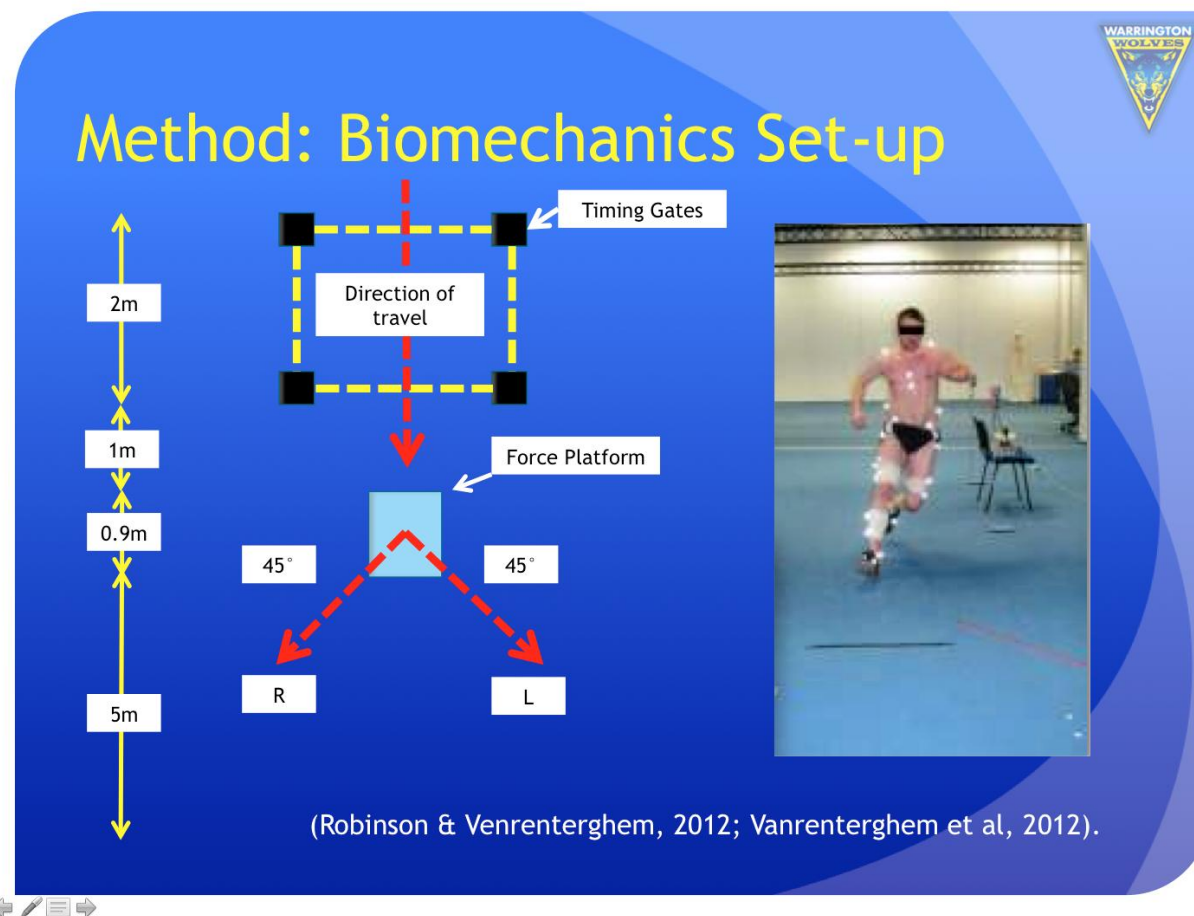 WARRINGTON
WOLVES
Method: Biomechanics Set-up
Timing Gates
2m
Direction of
travel
1m
Force Platform
0.9m
45°
45°
R
L
5m
(Robinson & Venrenterghem, 2012; Vanrenterghem et al, 2012).